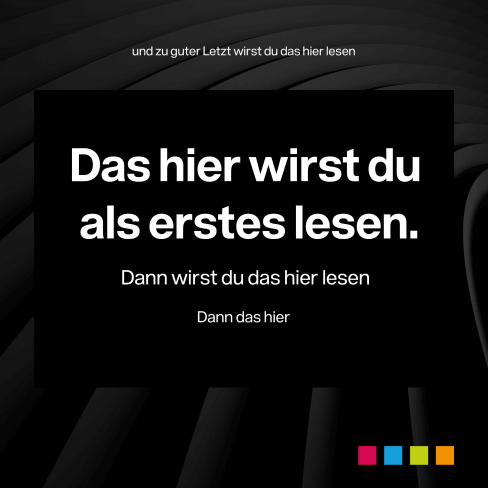 und zu guter Letzt wirst du das hier lesen
Das hier wirst du
als erstes lesen.
Dann wirst du das hier lesen
Dann das hier